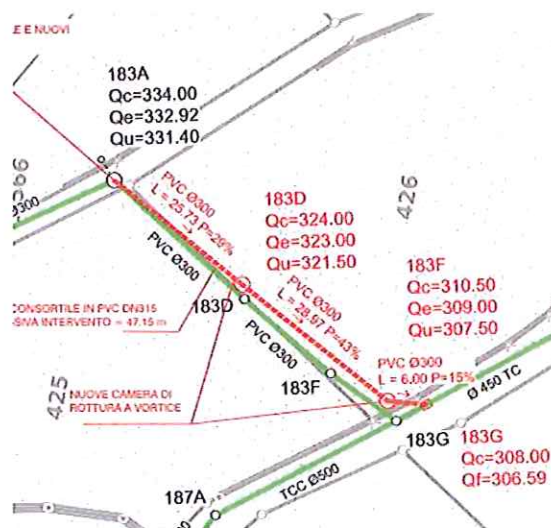 E E NUOVI
183A
Qc=334.00
Qe=332.92
Qu=331.40
426
PVC Ø300
L = 25.73 P=29%
PVC Ø300
183D
Qc=324.00
Qe=323.00
Qu=321.50
183F
Qc=310.50
Qe=309.00
Qu=307.50
PVC Ø300
L = 28.97 P=43%
CONSORTILE IN PVC DN315
SIVA INTERVENTO = 47.15 m
183D
PVC Ø300
PVC Ø300
L = 6.00 P=15%
183F
Ø 450 TC
425
NUOVE CAMERA DI
ROTTURA A VORTICE
183G
183G
Qc=308.00
Qf=306.59
187A
TCC Ø500